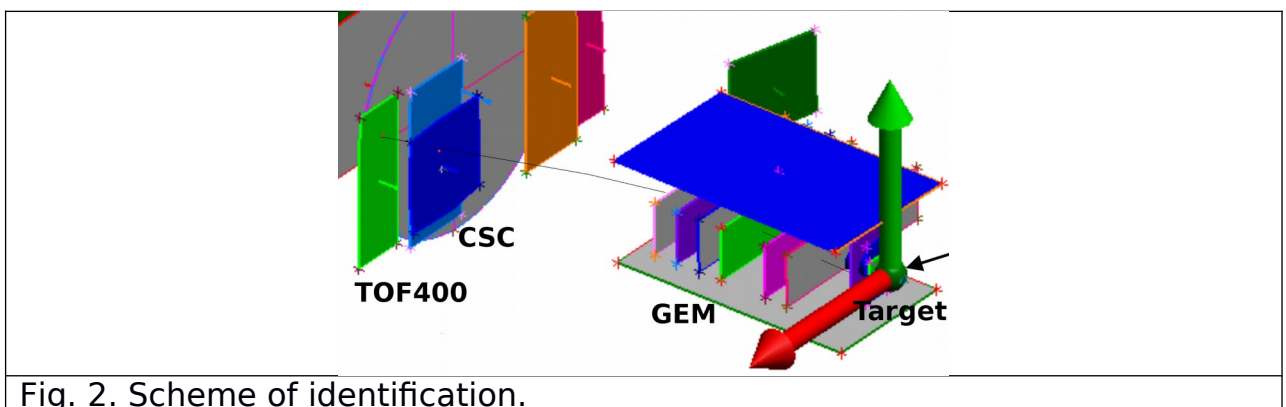 CSC
TOF400
GEM
Target
Fig. 2. Scheme of identification.